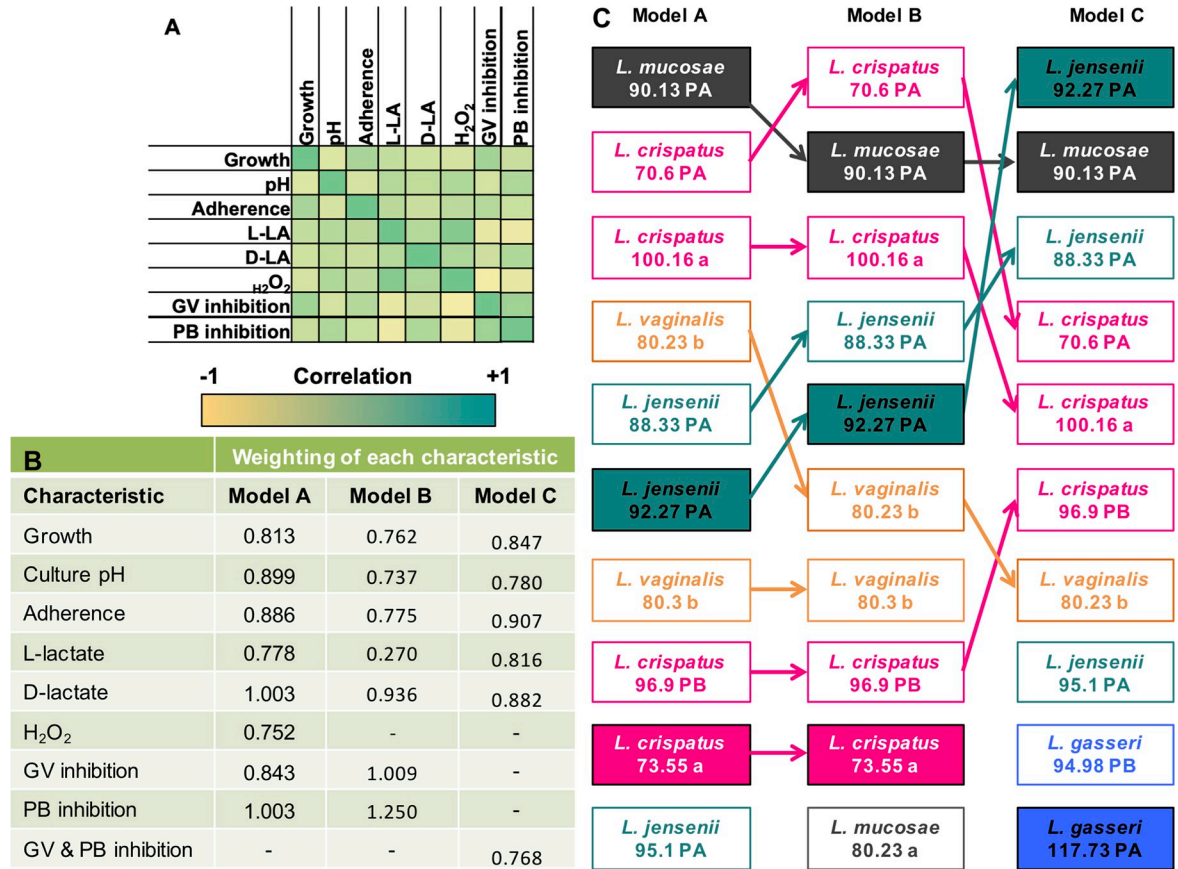 A
Growth
pH
Adherence
L-LA
D-LA
H2O2
GV inhibition
PB inhibition
Growth
pH
Adherence
L-LA
D-LA
H2O2
GV inhibition
PB inhibition
-1 Correlation +1
B Weighting of each characteristic
Characteristic Model A Model B Model C
Growth 0.813 0.762 0.847
Culture pH 0.899 0.737 0.780
Adherence 0.886 0.775 0.907
L-lactate 0.778 0.270 0.816
D-lactate 1.003 0.936 0.882
H2O2 0.752 - -
GV inhibition 0.843 1.009 -
PB inhibition 1.003 1.250 -
GV & PB inhibition - - 0.768
C Model A Model B Model C
L. mucosae L. crispatus L. jensenii
90.13 PA 70.6 PA 92.27 PA
L. crispatus L. mucosae L. mucosae
70.6 PA 90.13 PA 90.13 PA
L. crispatus L. crispatus L. jensenii
100.16 a 100.16 a 88.33 PA
L. vaginalis L. jensenii L. crispatus
80.23 b 88.33 PA 70.6 PA
L. jensenii L. jensenii L. crispatus
88.33 PA 92.27 PA 100.16 a
L. jensenii L. vaginalis L. crispatus
92.27 PA 80.23 b 96.9 PB
L. vaginalis L. vaginalis L. vaginalis
80.3 b 80.3 b 80.23 b
L. crispatus L. crispatus L. jensenii
96.9 PB 96.9 PB 95.1 PA
L. crispatus L. crispatus L. gasseri
73.55 a 73.55 a 94.98 PB
L. jensenii L. mucosae L. gasseri
95.1 PA 80.23 a 117.73 PA